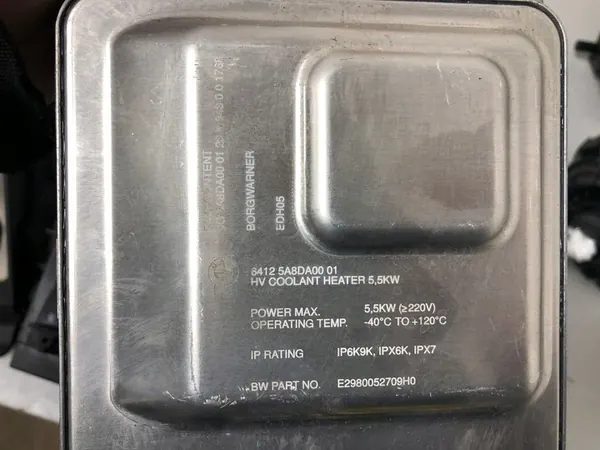 BORGWARNER
EDH05
6412 5A8DA00 01
HV COOLANT HEATER 5,5KW
POWER MAX. 5,5KW (≥220V)
OPERATING TEMP. -40°C TO +120°C
IP RATING IP6K9K, IPX6K, IPX7
BW PART NO. E2980052709H0